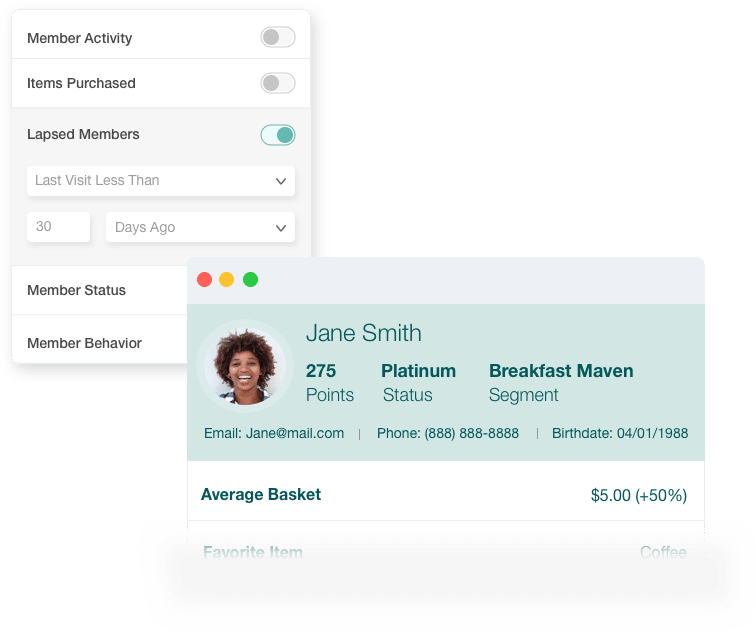 Member Activity
Items Purchased
Lapsed Members
Last Visit Less Than
30 Days Ago
Member Status
Member Behavior
Jane Smith
275 Platinum Breakfast Maven
Points Status Segment
Email: Jane@mail.com | Phone: (888) 888-8888 | Birthdate: 04/01/1988
Average Basket $5.00 (+50%)
Favorite Item Coffee